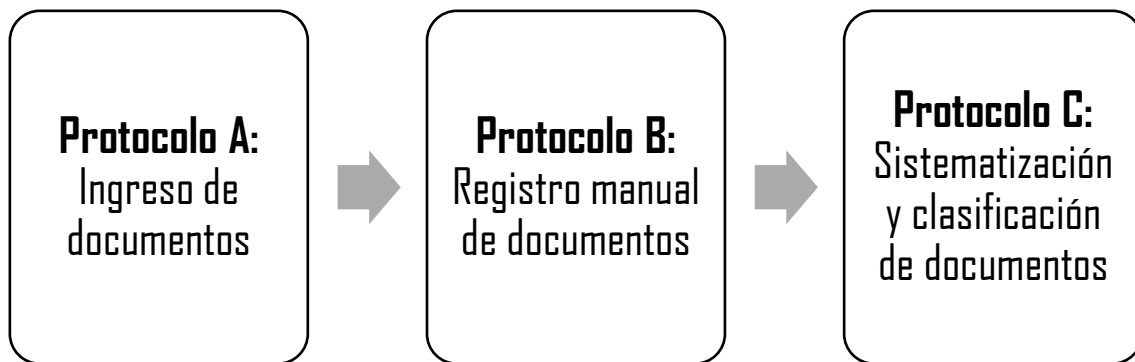 Protocolo A:
Ingreso de
documentos
Protocolo B:
Registro manual
de documentos
Protocolo C:
Sistematización
y clasificación
de documentos